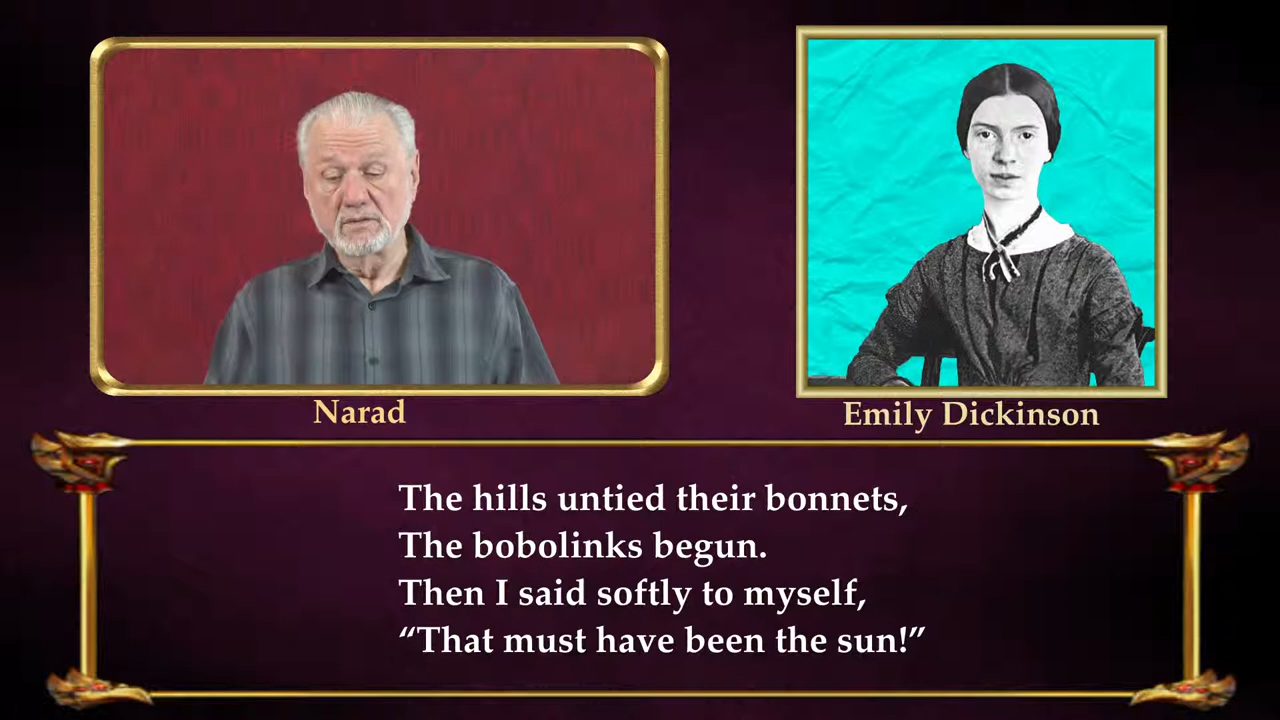 Narad
Emily Dickinson
The hills untied their bonnets,
The bobolinks begun.
Then I said softly to myself,
“That must have been the sun!”